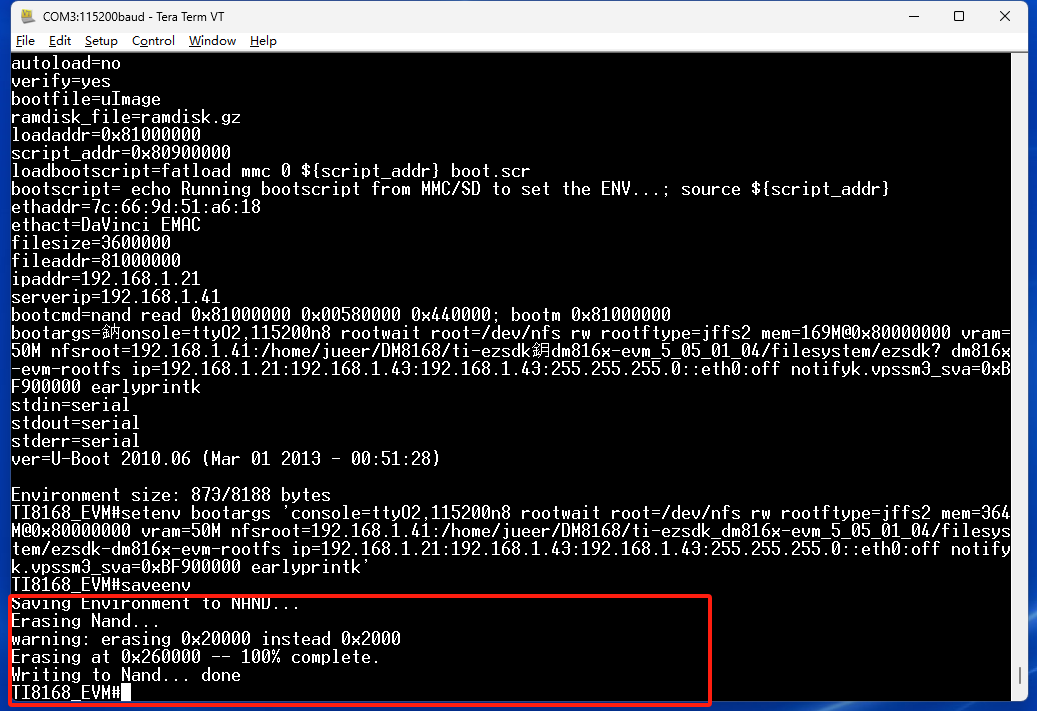 COM3:115200baud - Tera Term VT
File Edit Setup Control Window Help
autoload=no
verify=yes
bootfile=uImage
ramdisk_file=ramdisk.gz
loadaddr=0x81000000
script_addr=0x80900000
loadbootscript=fatload mmc 0 ${script_addr} boot.scr
bootscript= echo Running bootscript from MMC/SD to set the ENV...; source ${script_addr}
ethaddr=7c:66:9d:51:a6:18
ethact=DaVinci EMAC
filesize=3600000
fileaddr=81000000
ipaddr=192.168.1.21
serverip=192.168.1.41
bootcmd=nand read 0x81000000 0x00580000 0x440000; bootm 0x81000000
bootargs=鈉onsole=ttyO2,115200n8 rootwait root=/dev/nfs rw rootftype=jffs2 mem=169M@0x80000000 vram=
50M nfsroot=192.168.1.41:/home/jueer/DM8168/ti-ezsdk鈅dm816x-evm_5_05_01_04/filesystem/ezsdk? dm816x
-evm-rootfs ip=192.168.1.21:192.168.1.43:192.168.1.43:255.255.255.0::eth0:off notifyk.vpssm3_sva=0xB
F900000 earlyprintk
stdin=serial
stdout=serial
stderr=serial
ver=U-Boot 2010.06 (Mar 01 2013 - 00:51:28)
Environment size: 873/8188 bytes
TI8168_EVM#setenv bootargs 'console=ttyO2,115200n8 rootwait root=/dev/nfs rw rootftype=jffs2 mem=364
M@0x80000000 vram=50M nfsroot=192.168.1.41:/home/jueer/DM8168/ti-ezsdk_dm816x-evm_5_05_01_04/filesys
tem/ezsdk-dm816x-evm-rootfs ip=192.168.1.21:192.168.1.43:192.168.1.43:255.255.255.0::eth0:off notify
k.vpssm3_sva=0xBF900000 earlyprintk'
TI8168_EVM#saveenv
Saving Environment to NAND...
Erasing Nand...
warning: erasing 0x20000 instead 0x2000
Erasing at 0x260000 -- 100% complete.
Writing to Nand... done
TI8168_EVM#